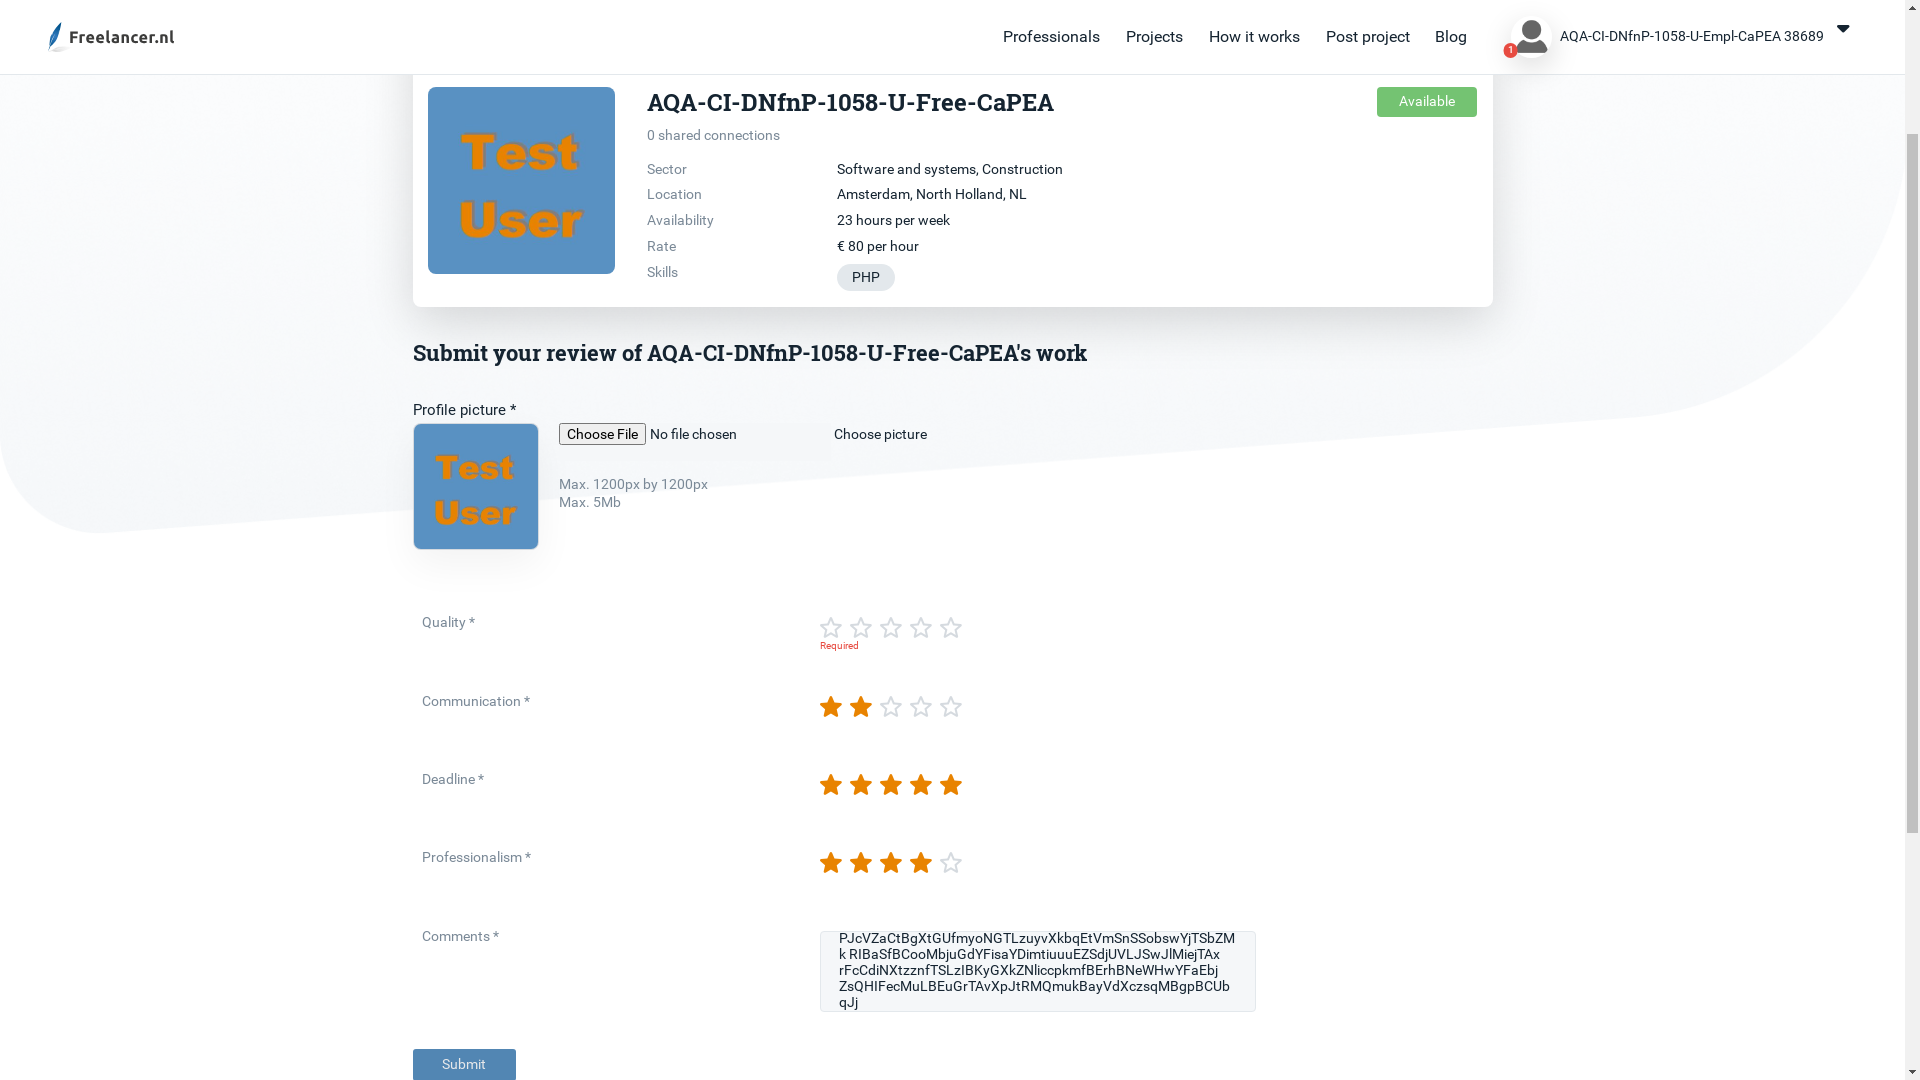 Freelancer.nl
Professionals
Projects
How it works
Post project
Blog
1
AQA-CI-DNfnP-1058-U-Empl-CaPEA 38689
Test
User
AQA-CI-DNfnP-1058-U-Free-CaPEA
Available
0 shared connections
Sector
Software and systems, Construction
Location
Amsterdam, North Holland, NL
Availability
23 hours per week
Rate
€ 80 per hour
Skills
PHP
Submit your review of AQA-CI-DNfnP-1058-U-Free-CaPEA's work
Profile picture *
Test
User
Choose File No file chosen
Choose picture
Max. 1200px by 1200px
Max. 5Mb
Quality *
Required
Communication *
Deadline *
Professionalism *
Comments *
PJcVZaCtBgXtGUfmyoNGTLzuyvXkbqEtVmSnSSobswYjTSbZM
k RIBaSfBCooMbjuGdYFisaYDimtiuuuEZSdjUVLJSwJlMiejTAx
rFcCdiNXtzznfTSLzIBKyGXkZNliccpkmfBErhBNeWHwYFaEbj
ZsQHIFecMuLBEuGrTAvXpJtRMQmukBayVdXczsqMBgpBCUb
qJj
Submit